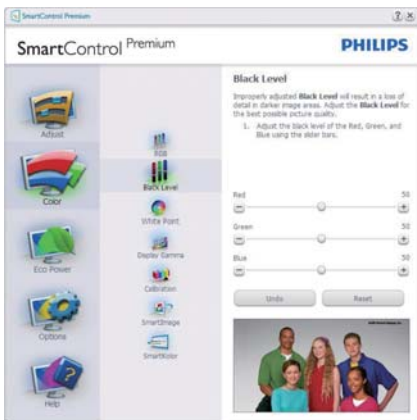 SmartControl Premium
SmartControl Premium
PHILIPS
Adjust
Color
Eco Power
Options
Help
RGB
Black Level
White Point
Display Gamma
Calibration
SmartImage
SmartKolor
Black Level
Improperly adjusted Black Level will result in a loss of
detail in darker image areas. Adjust the Black Level for
the best possible picture quality.
1. Adjust the black level of the Red, Green, and
Blue using the slider bars.
Red 50
Green 50
Blue 50
Undo Reset